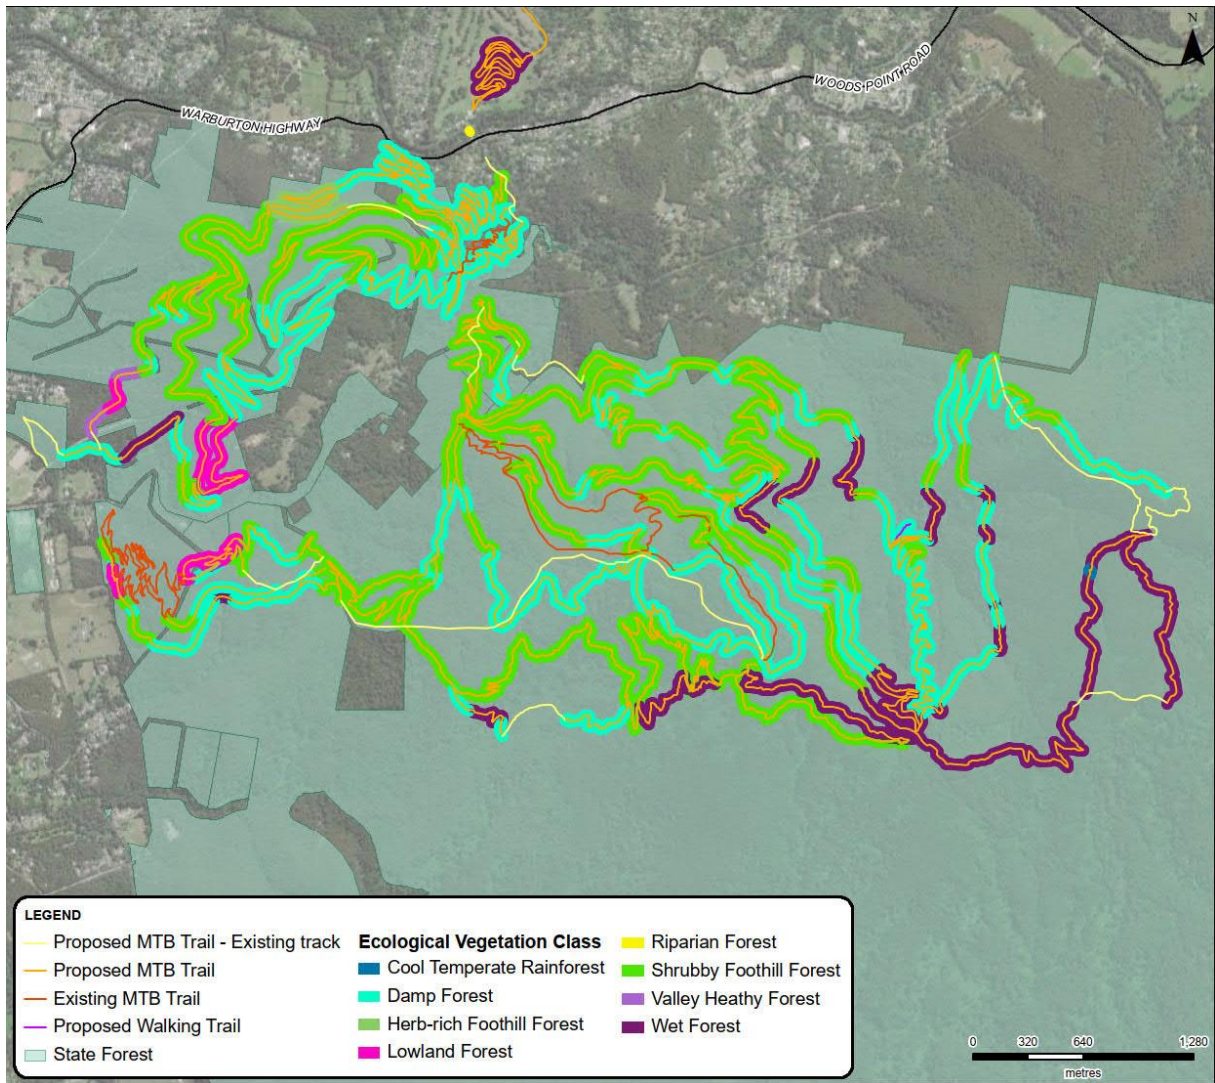 N
WOODS POINT ROAD
WARBURTON HIGHWAY
LEGEND
Proposed MTB Trail - Existing track
Proposed MTB Trail
Existing MTB Trail
Proposed Walking Trail
State Forest
Ecological Vegetation Class
Cool Temperate Rainforest
Damp Forest
Herb-rich Foothill Forest
Lowland Forest
Riparian Forest
Shrubby Foothill Forest
Valley Heathy Forest
Wet Forest
0 320 640 1,280
metres